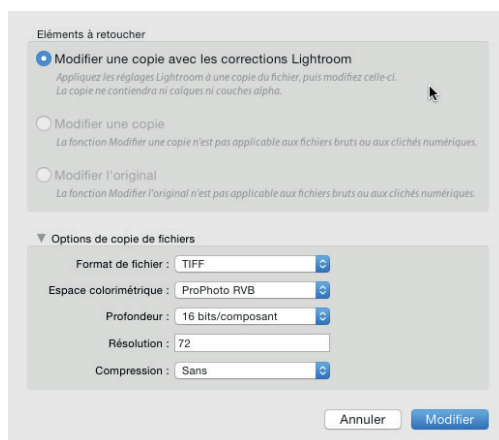 Eléments à retoucher
Modifier une copie avec les corrections Lightroom
Appliquez les réglages Lightroom à une copie du fichier, puis modifiez celle-ci.
La copie ne contiendra ni calques ni couches alpha.
Modifier une copie
La fonction Modifier une copie n'est pas applicable aux fichiers bruts ou aux clichés numériques.
Modifier l'original
La fonction Modifier l'original n'est pas applicable aux fichiers bruts ou aux clichés numériques.
Options de copie de fichiers
Format de fichier : TIFF
Espace colorimétrique : ProPhoto RVB
Profondeur : 16 bits/composant
Résolution : 72
Compression : Sans
Annuler Modifier